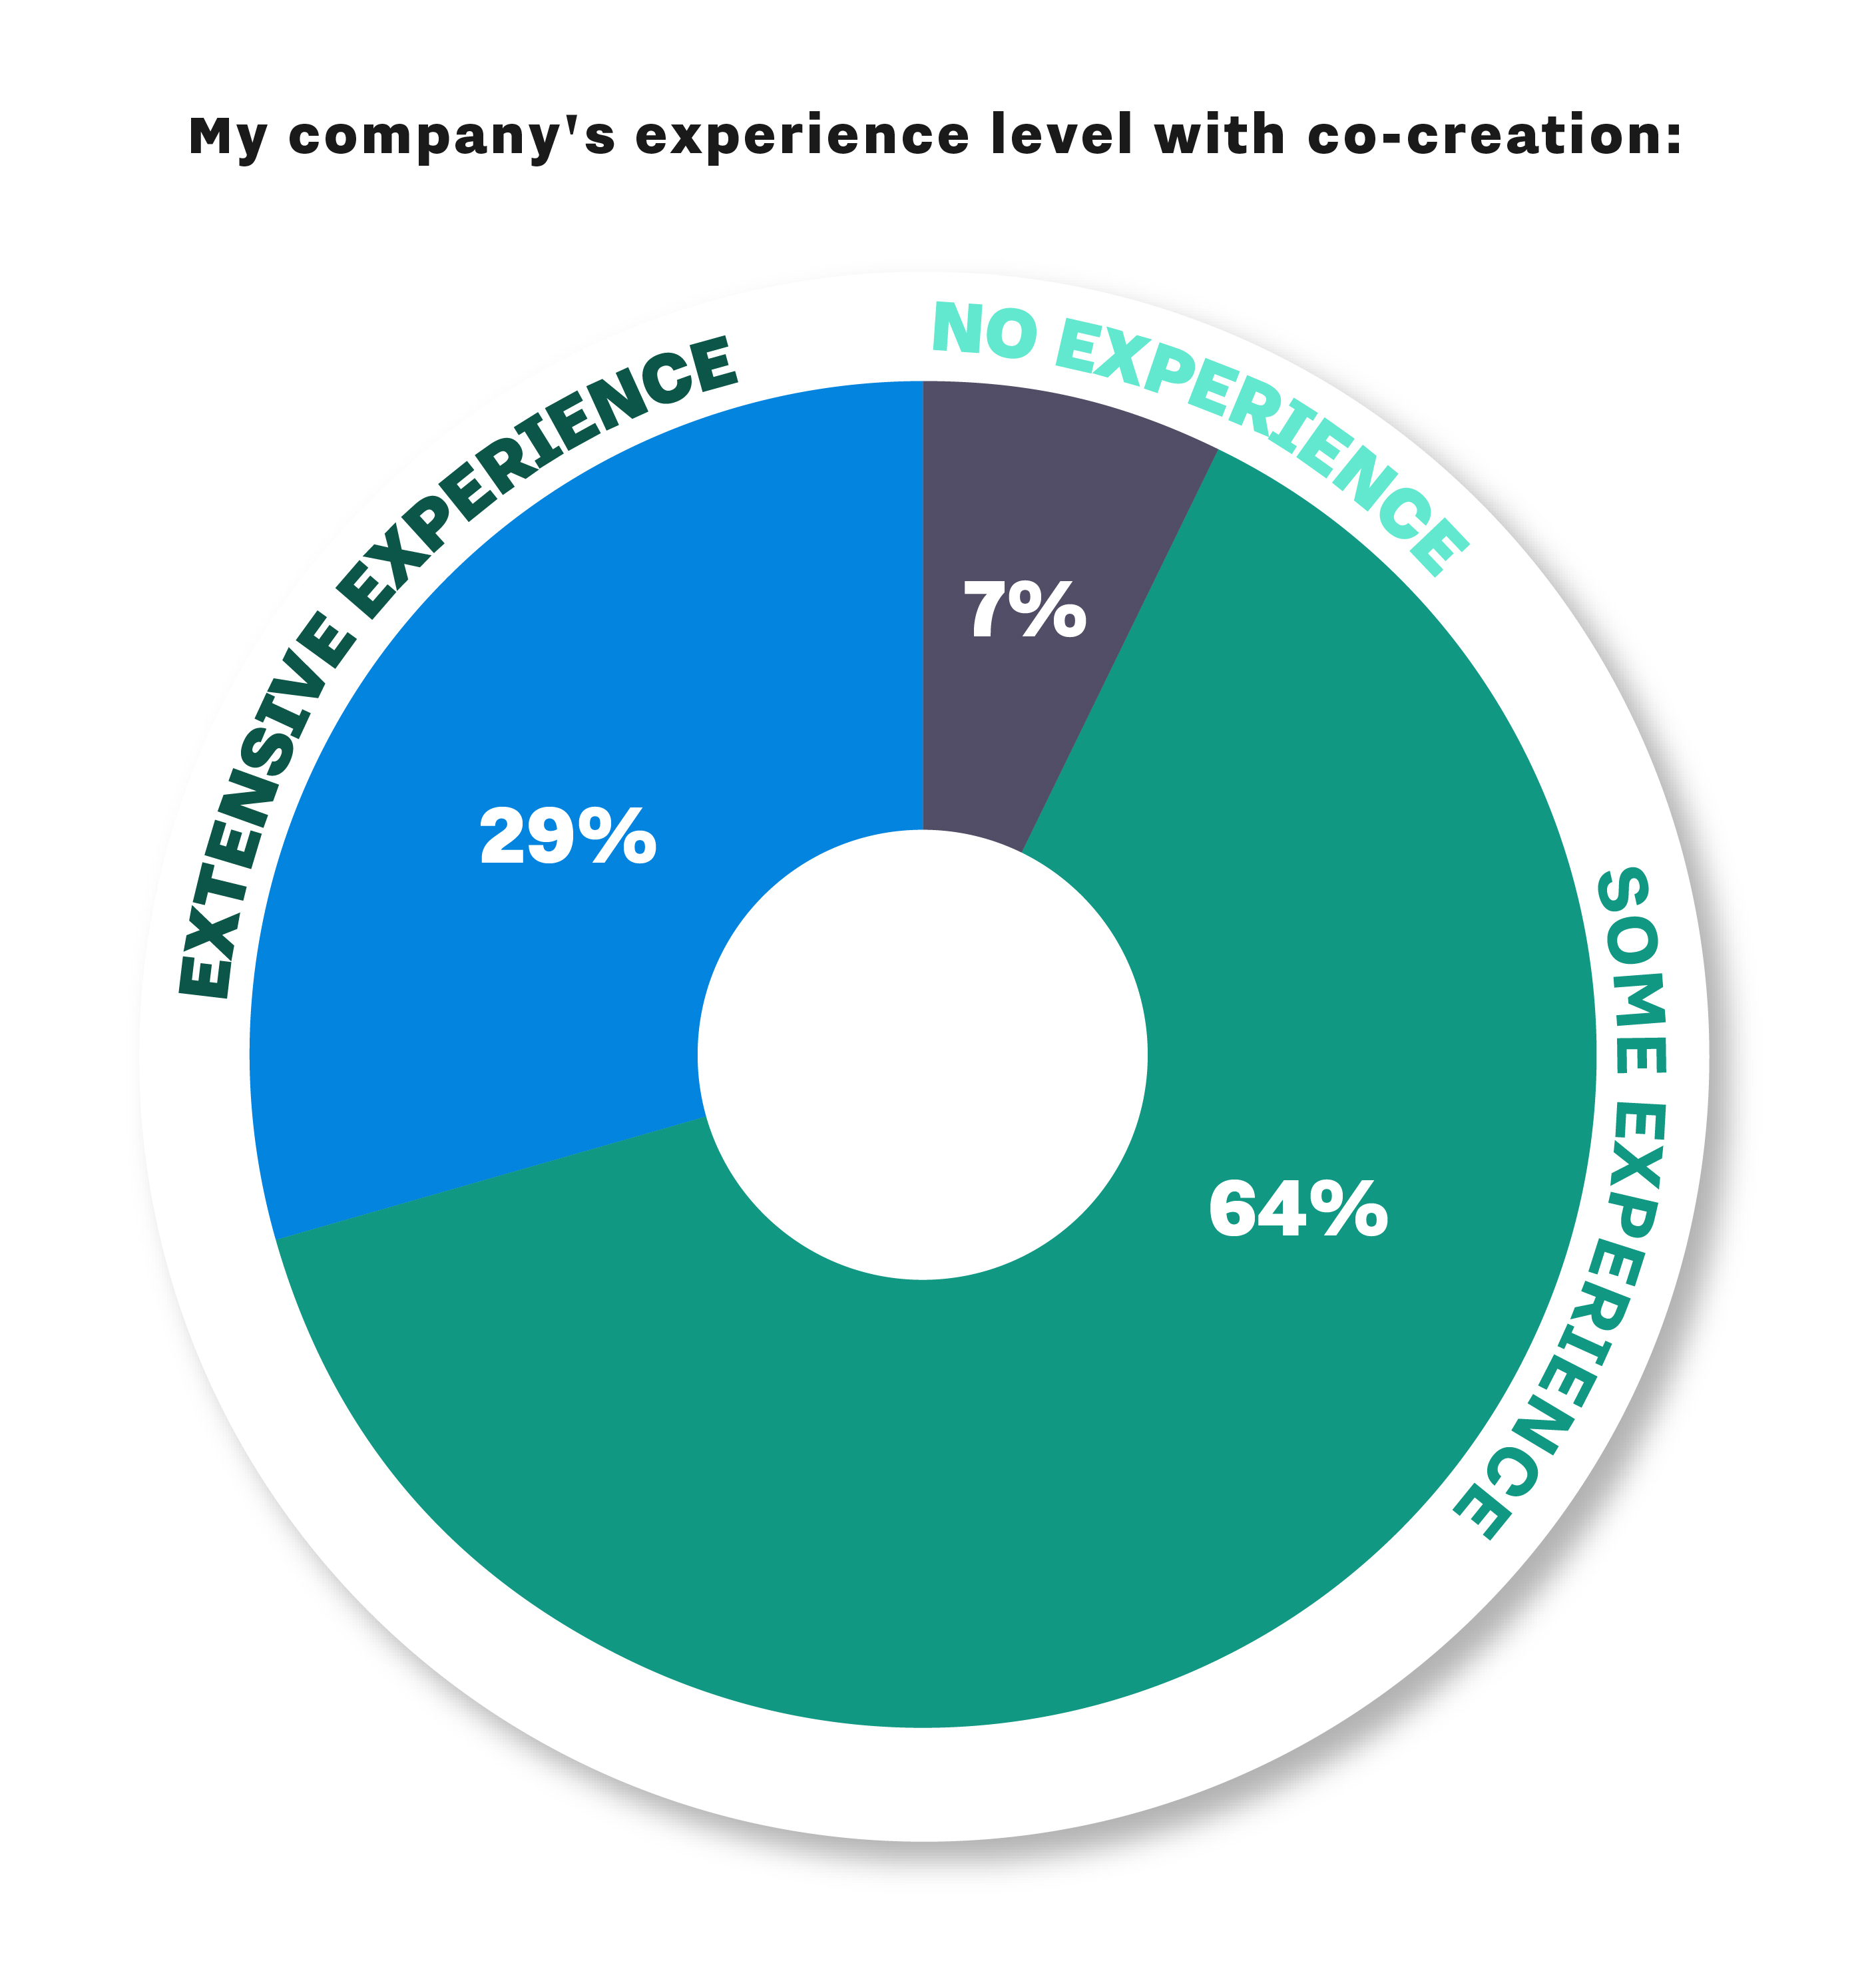 My company's experience level with co-creation:
NO EXPERIENCE
7%
EXTENSIVE EXPERIENCE
29%
SOME EXPERIENCE
64%